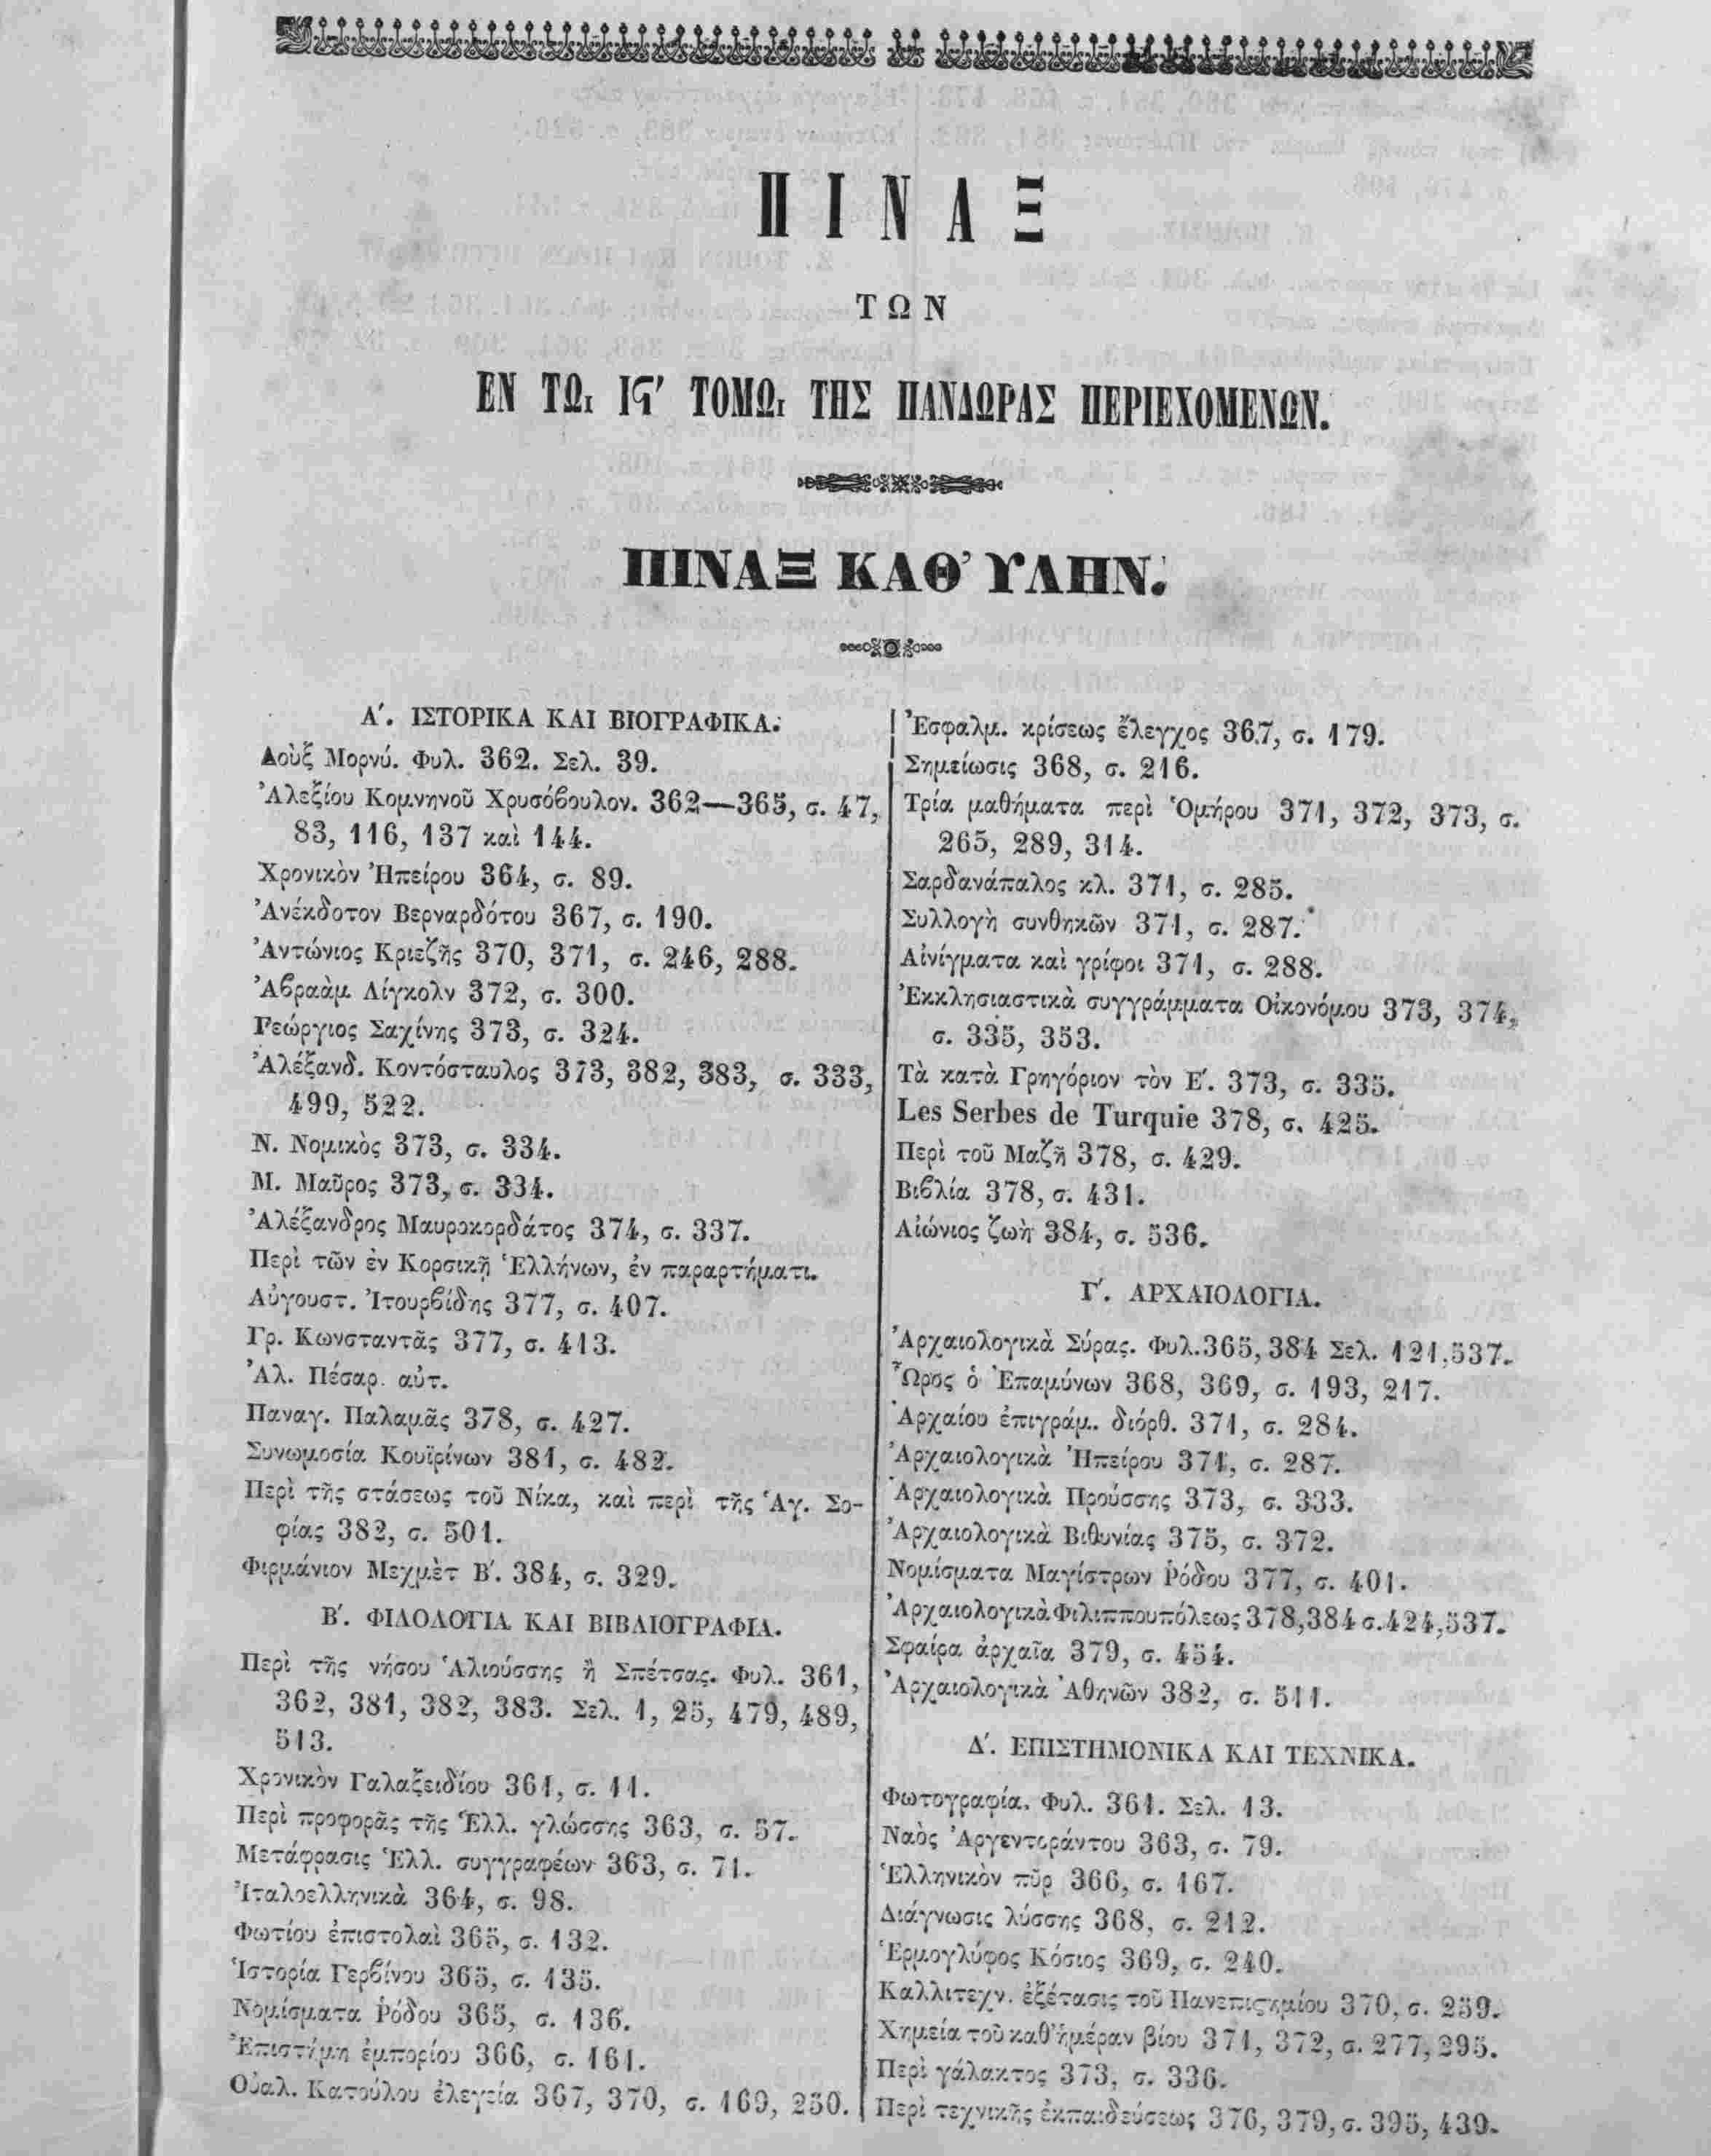 ΠΙΝΑΞ
ΤΩΝ
ΕΝ ΤΩι Ιϛ′ ΤΟΜΩι ΤΗΣ ΠΑΝΔΩΡΑΣ ΠΕΡΙΕΧΟΜΕΝΩΝ.
ΠΙΝΑΞ ΚΑΘ' ΥΛΗΝ.
Α′. ΙΣΤΟΡΙΚΑ ΚΑΙ ΒΙΟΓΡΑΦΙΚΑ.
Δοὺξ Μορνύ. Φυλ. 362. Σελ. 39.
Ἀλεξίου Κομνηνοῦ Χρυσόβουλον. 362—365, σ. 47,
83, 116, 137 καὶ 144.
Χρονικὸν Ἠπείρου 364, σ. 89.
Ἀνέκδοτον Βερναρδότου 367, σ. 190.
Ἀντώνιος Κριεζῆς 370, 371, σ. 246, 288.
Ἀβραὰμ Λίγκολν 372, σ. 300.
Γεώργιος Σαχίνης 373, σ. 324.
Ἀλέξανδ. Κοντόσταυλος 373, 382, 383, σ. 333,
499, 522.
Ν. Νομικὸς 373, σ. 334.
Μ. Μαῦρος 373, σ. 334.
Ἀλέξανδρος Μαυροκορδάτος 374, σ. 337.
Περὶ τῶν ἐν Κορσικῇ Ἑλλήνων, ἐν παραρτήματι.
Αὐγουστ. Ἰτουρβίδης 377, σ. 407.
Γρ. Κωνσταντᾶς 377, σ. 413.
Ἀλ. Πέσαρ. αὐτ.
Παναγ. Παλαμᾶς 378, σ. 427.
Συνωμοσία Κουϊρίνων 381, σ. 482.
Περὶ τῆς στάσεως τοῦ Νίκα, καὶ περὶ τῆς Ἁγ. Σο-
φίας 382, σ. 501.
Φιρμάνιον Μεχμὲτ Β′. 384, σ. 329.
Β′. ΦΙΛΟΛΟΓΙΑ ΚΑΙ ΒΙΒΛΙΟΓΡΑΦΙΑ.
Περὶ τῆς νήσου Ἁλιούσσης ἢ Σπέτσας. Φυλ. 361,
362, 381, 382, 383. Σελ. 1, 25, 479, 489,
513.
Χρονικὸν Γαλαξειδίου 361, σ. 11.
Περὶ προφορᾶς τῆς Ἑλλ. γλώσσης 363, σ. 57.
Μετάφρασις Ἑλλ. συγγραφέων 363, σ. 71.
Ἰταλοελληνικὰ 364, σ. 98.
Φωτίου ἐπιστολαὶ 365, σ. 132.
Ἱστορία Γερβίνου 365, σ. 135.
Νομίσματα Ῥόδου 365, σ. 136.
Ἐπιστήμη ἐμπορίου 366, σ. 161.
Οὐαλ. Κατούλου ἐλεγεία 367, 370, σ. 169, 250.
Ἐσφαλμ. κρίσεως ἔλεγχος 367, σ. 179.
Σημείωσις 368, σ. 216.
Τρία μαθήματα περὶ Ὁμήρου 371, 372, 373, σ.
265, 289, 314.
Σαρδανάπαλος κλ. 371, σ. 285.
Συλλογὴ συνθηκῶν 371, σ. 287.
Αἰνίγματα καὶ γρίφοι 371, σ. 288.
Ἐκκλησιαστικὰ συγγράμματα Οἰκονόμου 373, 374,
σ. 335, 353.
Τὰ κατὰ Γρηγόριον τὸν Ε′. 373, σ. 335.
Les Serbes de Turquie 378, σ. 425.
Περὶ τοῦ Μαζῆ 378, σ. 429.
Βιβλία 378, σ. 431.
Αἰώνιος ζωὴ 384, σ. 536.
Γ′. ΑΡΧΑΙΟΛΟΓΙΑ.
Ἀρχαιολογικὰ Σύρας. Φυλ. 365, 384 Σελ. 121, 537.
Ὦρος ὁ Ἐπαμύνων 368, 369, σ. 193, 217.
Ἀρχαίου ἐπιγράμ. διόρθ. 371, σ. 284.
Ἀρχαιολογικὰ Ἠπείρου 371, σ. 287.
Ἀρχαιολογικὰ Προύσσης 373, σ. 333.
Ἀρχαιολογικὰ Βιθυνίας 375, σ. 372.
Νομίσματα Μαγίστρων Ῥόδου 377, σ. 401.
Ἀρχαιολογικὰ Φιλιππουπόλεως 378, 384 σ. 424, 537.
Σφαίρα ἀρχαῖα 379, σ. 454.
Ἀρχαιολογικὰ Ἀθηνῶν 382, σ. 511.
Δ′. ΕΠΙΣΤΗΜΟΝΙΚΑ ΚΑΙ ΤΕΧΝΙΚΑ.
Φωτογραφία. Φυλ. 361. Σελ. 13.
Ναὸς Ἀργεντοράντου 363, σ. 79.
Ἑλληνικὸν πῦρ 366, σ. 167.
Διάγνωσις λύσσης 368, σ. 212.
Ἑρμογλύφος Κόσιος 369, σ. 240.
Καλλιτεχν. ἐξέτασις τοῦ Πανεπιςημίου 370, σ. 259.
Χημεία τοῦ καθ' ἡμέραν βίου 371, 372, σ. 277, 295.
Περὶ γάλακτος 373, σ. 336.
Περὶ τεχνικῆς ἐκπαιδεύσεως 376, 379, σ. 395, 439.